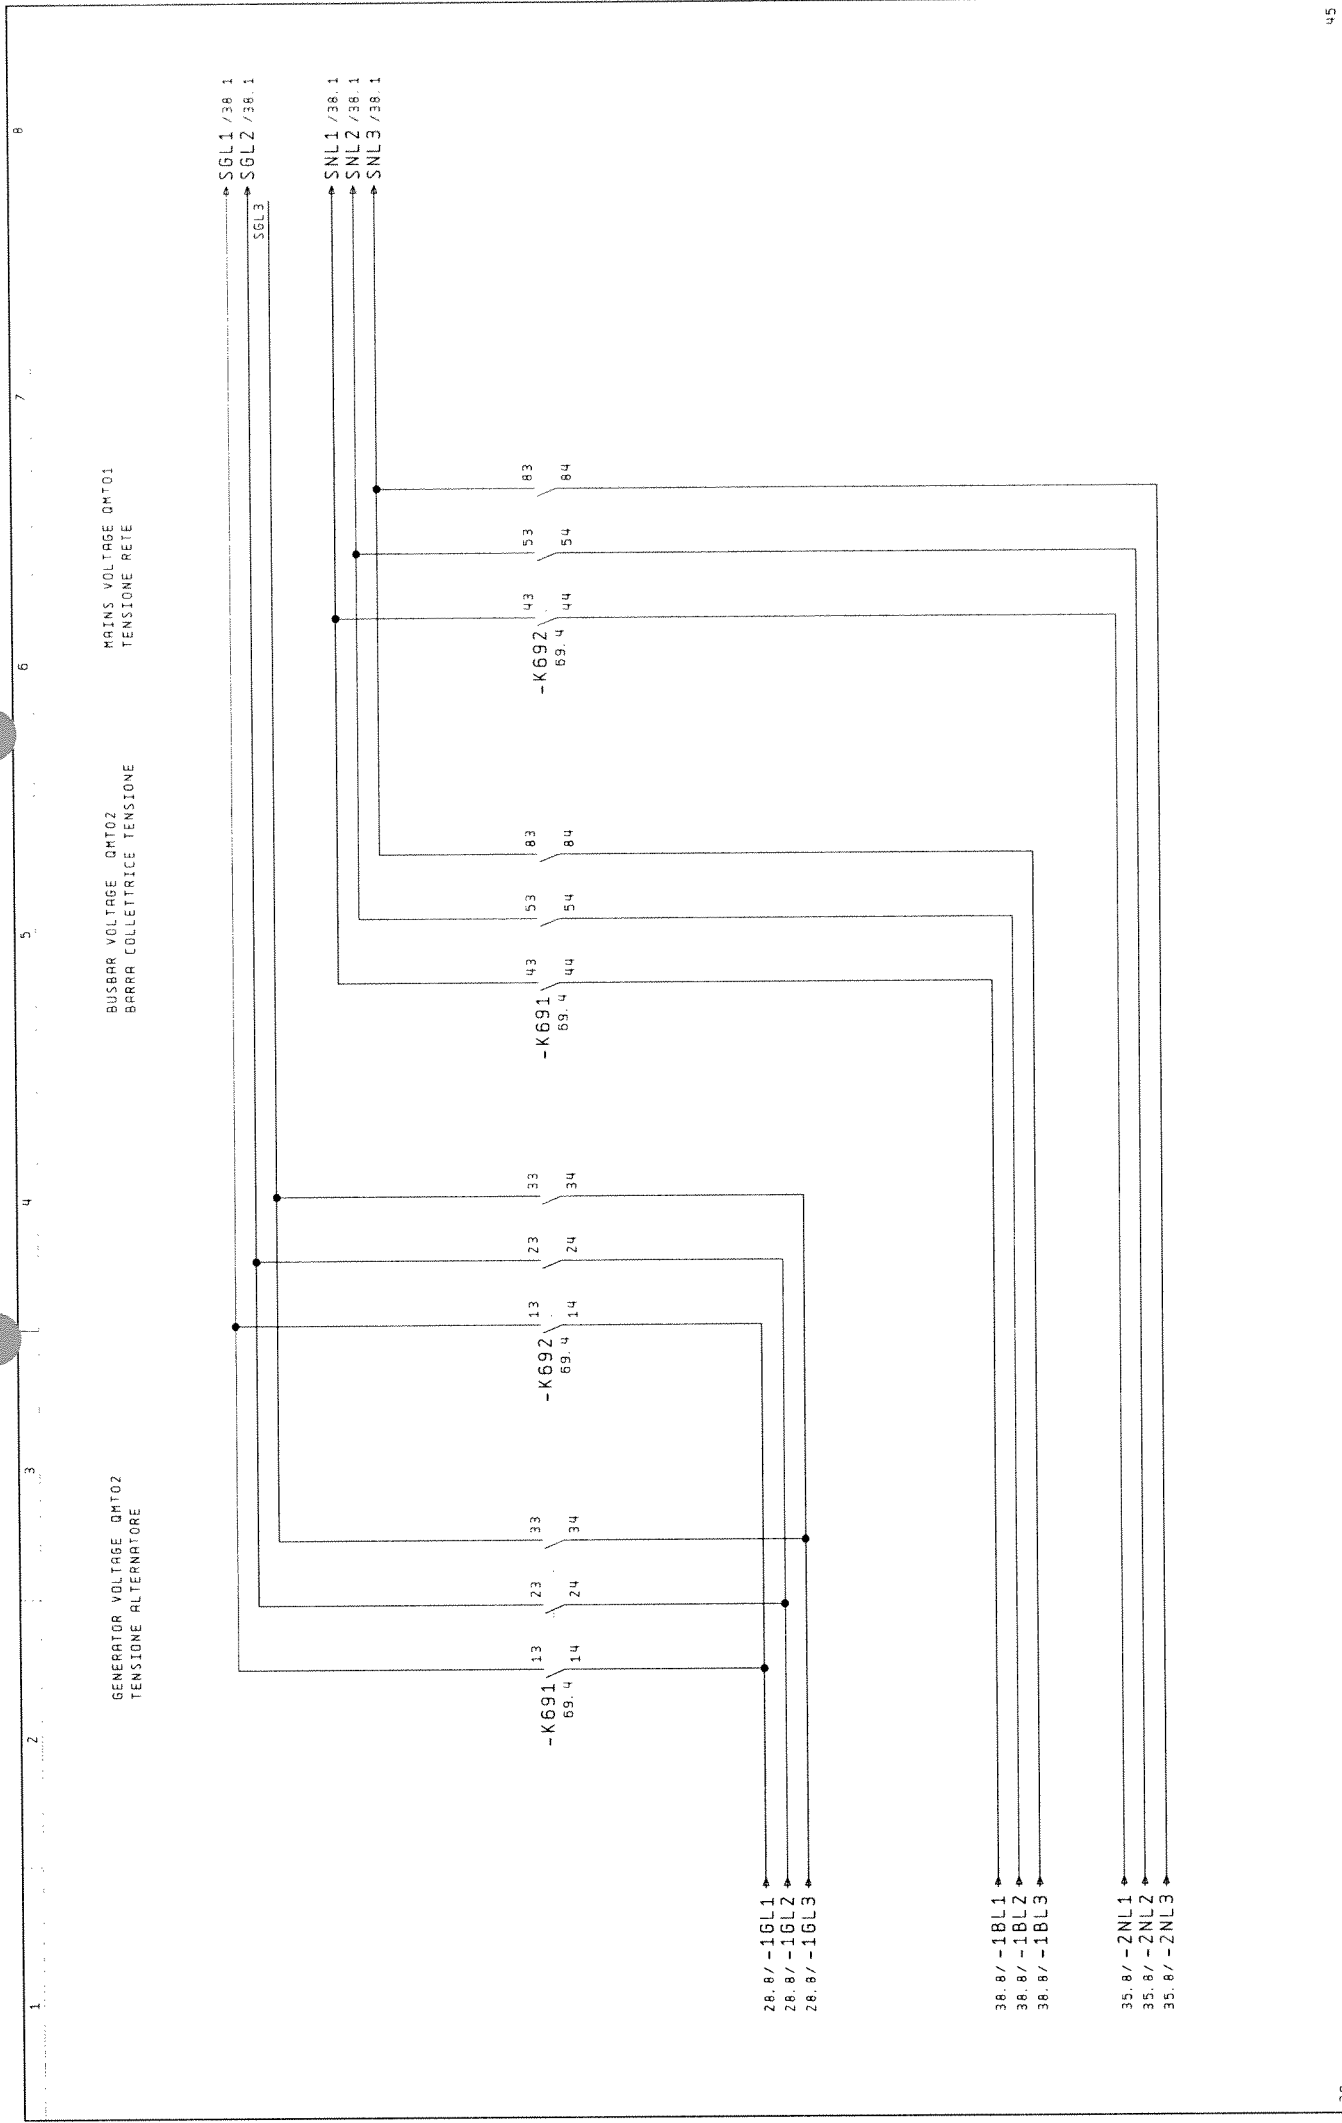 1
2
3
4
5
6
7
8
GENERATOR VOLTAGE QMT02
TENSIONE ALTERNATORE
BUSBAR VOLTAGE QMT02
BARRA COLLETTRICE TENSIONE
MAINS VOLTAGE QMT01
TENSIONE RETE
SGL1 /38.1
SGL2 /38.1
SGL3
SNL1 /38.1
SNL2 /38.1
SNL3 /38.1
-K691
69.4
13
14
23
24
33
34
-K692
69.4
13
14
23
24
33
34
-K691
69.4
43
44
53
54
83
84
-K692
69.4
43
44
53
54
83
84
28.8/ -1GL1
28.8/ -1GL2
28.8/ -1GL3
38.8/ -1BL1
38.8/ -1BL2
38.8/ -1BL3
35.8/ -2NL1
35.8/ -2NL2
35.8/ -2NL3
45